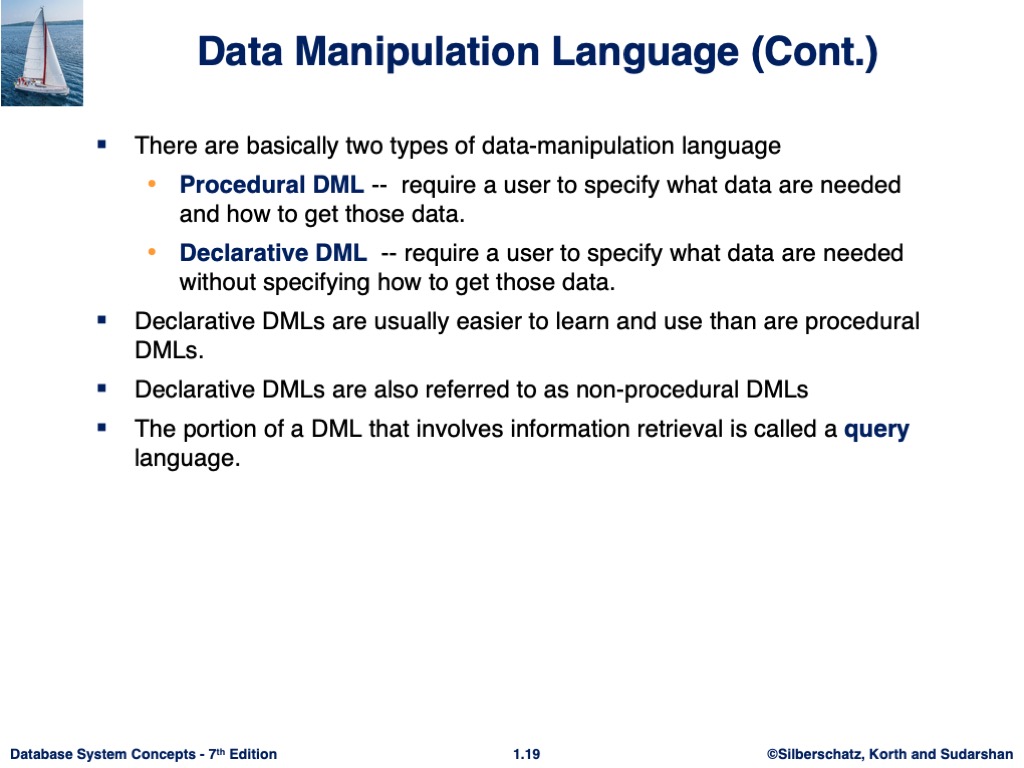 Data Manipulation Language (Cont.)
▪ There are basically two types of data-manipulation language
• Procedural DML --  require a user to specify what data are needed
and how to get those data.
• Declarative DML  -- require a user to specify what data are needed
without specifying how to get those data.
▪ Declarative DMLs are usually easier to learn and use than are procedural
DMLs.
▪ Declarative DMLs are also referred to as non-procedural DMLs
▪ The portion of a DML that involves information retrieval is called a query
language.
Database System Concepts - 7th Edition
1.19
©Silberschatz, Korth and Sudarshan